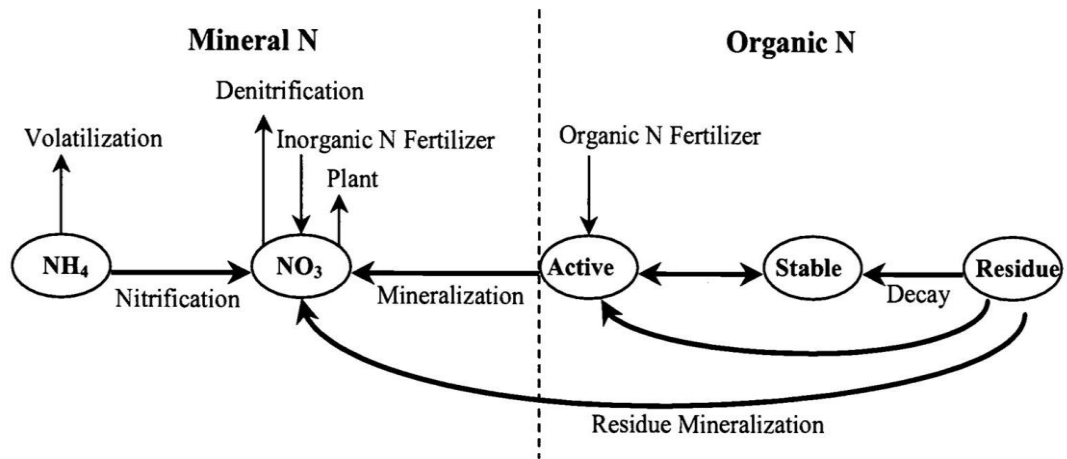 Mineral N
Organic N
Denitrification
Volatilization
Inorganic N Fertilizer
Organic N Fertilizer
Plant
NH₄
NO₃
Active
Stable
Residue
Nitrification
Mineralization
Decay
Residue Mineralization